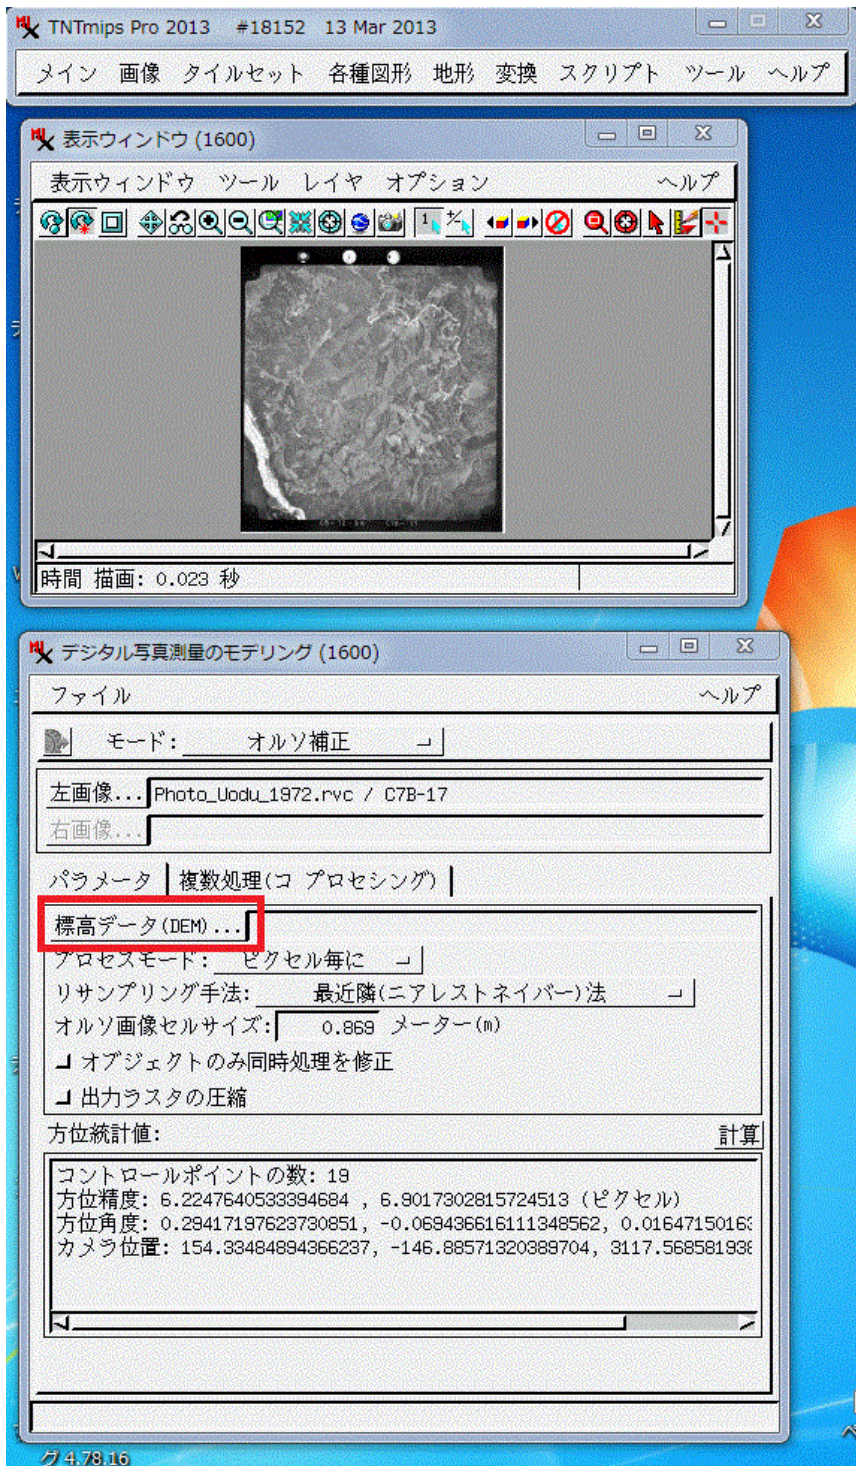 TNTmips Pro 2013 #18152 13 Mar 2013
メイン 画像 タイルセット 各種図形 地形 変換 スクリプト ツール ヘルプ
表示ウィンドウ (1600)
表示ウィンドウ ツール レイヤ オプション ヘルプ
時間 描画: 0.023 秒
デジタル写真測量のモデリング (1600)
ファイル ヘルプ
モード: オルソ補正
左画像... Photo_Uodu_1972.rvc / C7B-17
右画像...
パラメータ 複数処理(コ プロセシング)
標高データ(DEM)...
プロセスモード: ピクセル毎に
リサンプリング手法: 最近隣(ニアレストネイバー)法
オルソ画像セルサイズ: 0.869 メーター(m)
オブジェクトのみ同時処理を修正
出力ラスタの圧縮
方位統計値: 計算
コントロールポイントの数: 19
方位精度: 6.2247640533394684 , 6.9017302815724513 (ピクセル)
方位角度: 0.29417197623730851, -0.069436616111348562, 0.01647150163
カメラ位置: 154.33484894366237, -146.88571320389704, 3117.568581938
グ 4.78.16